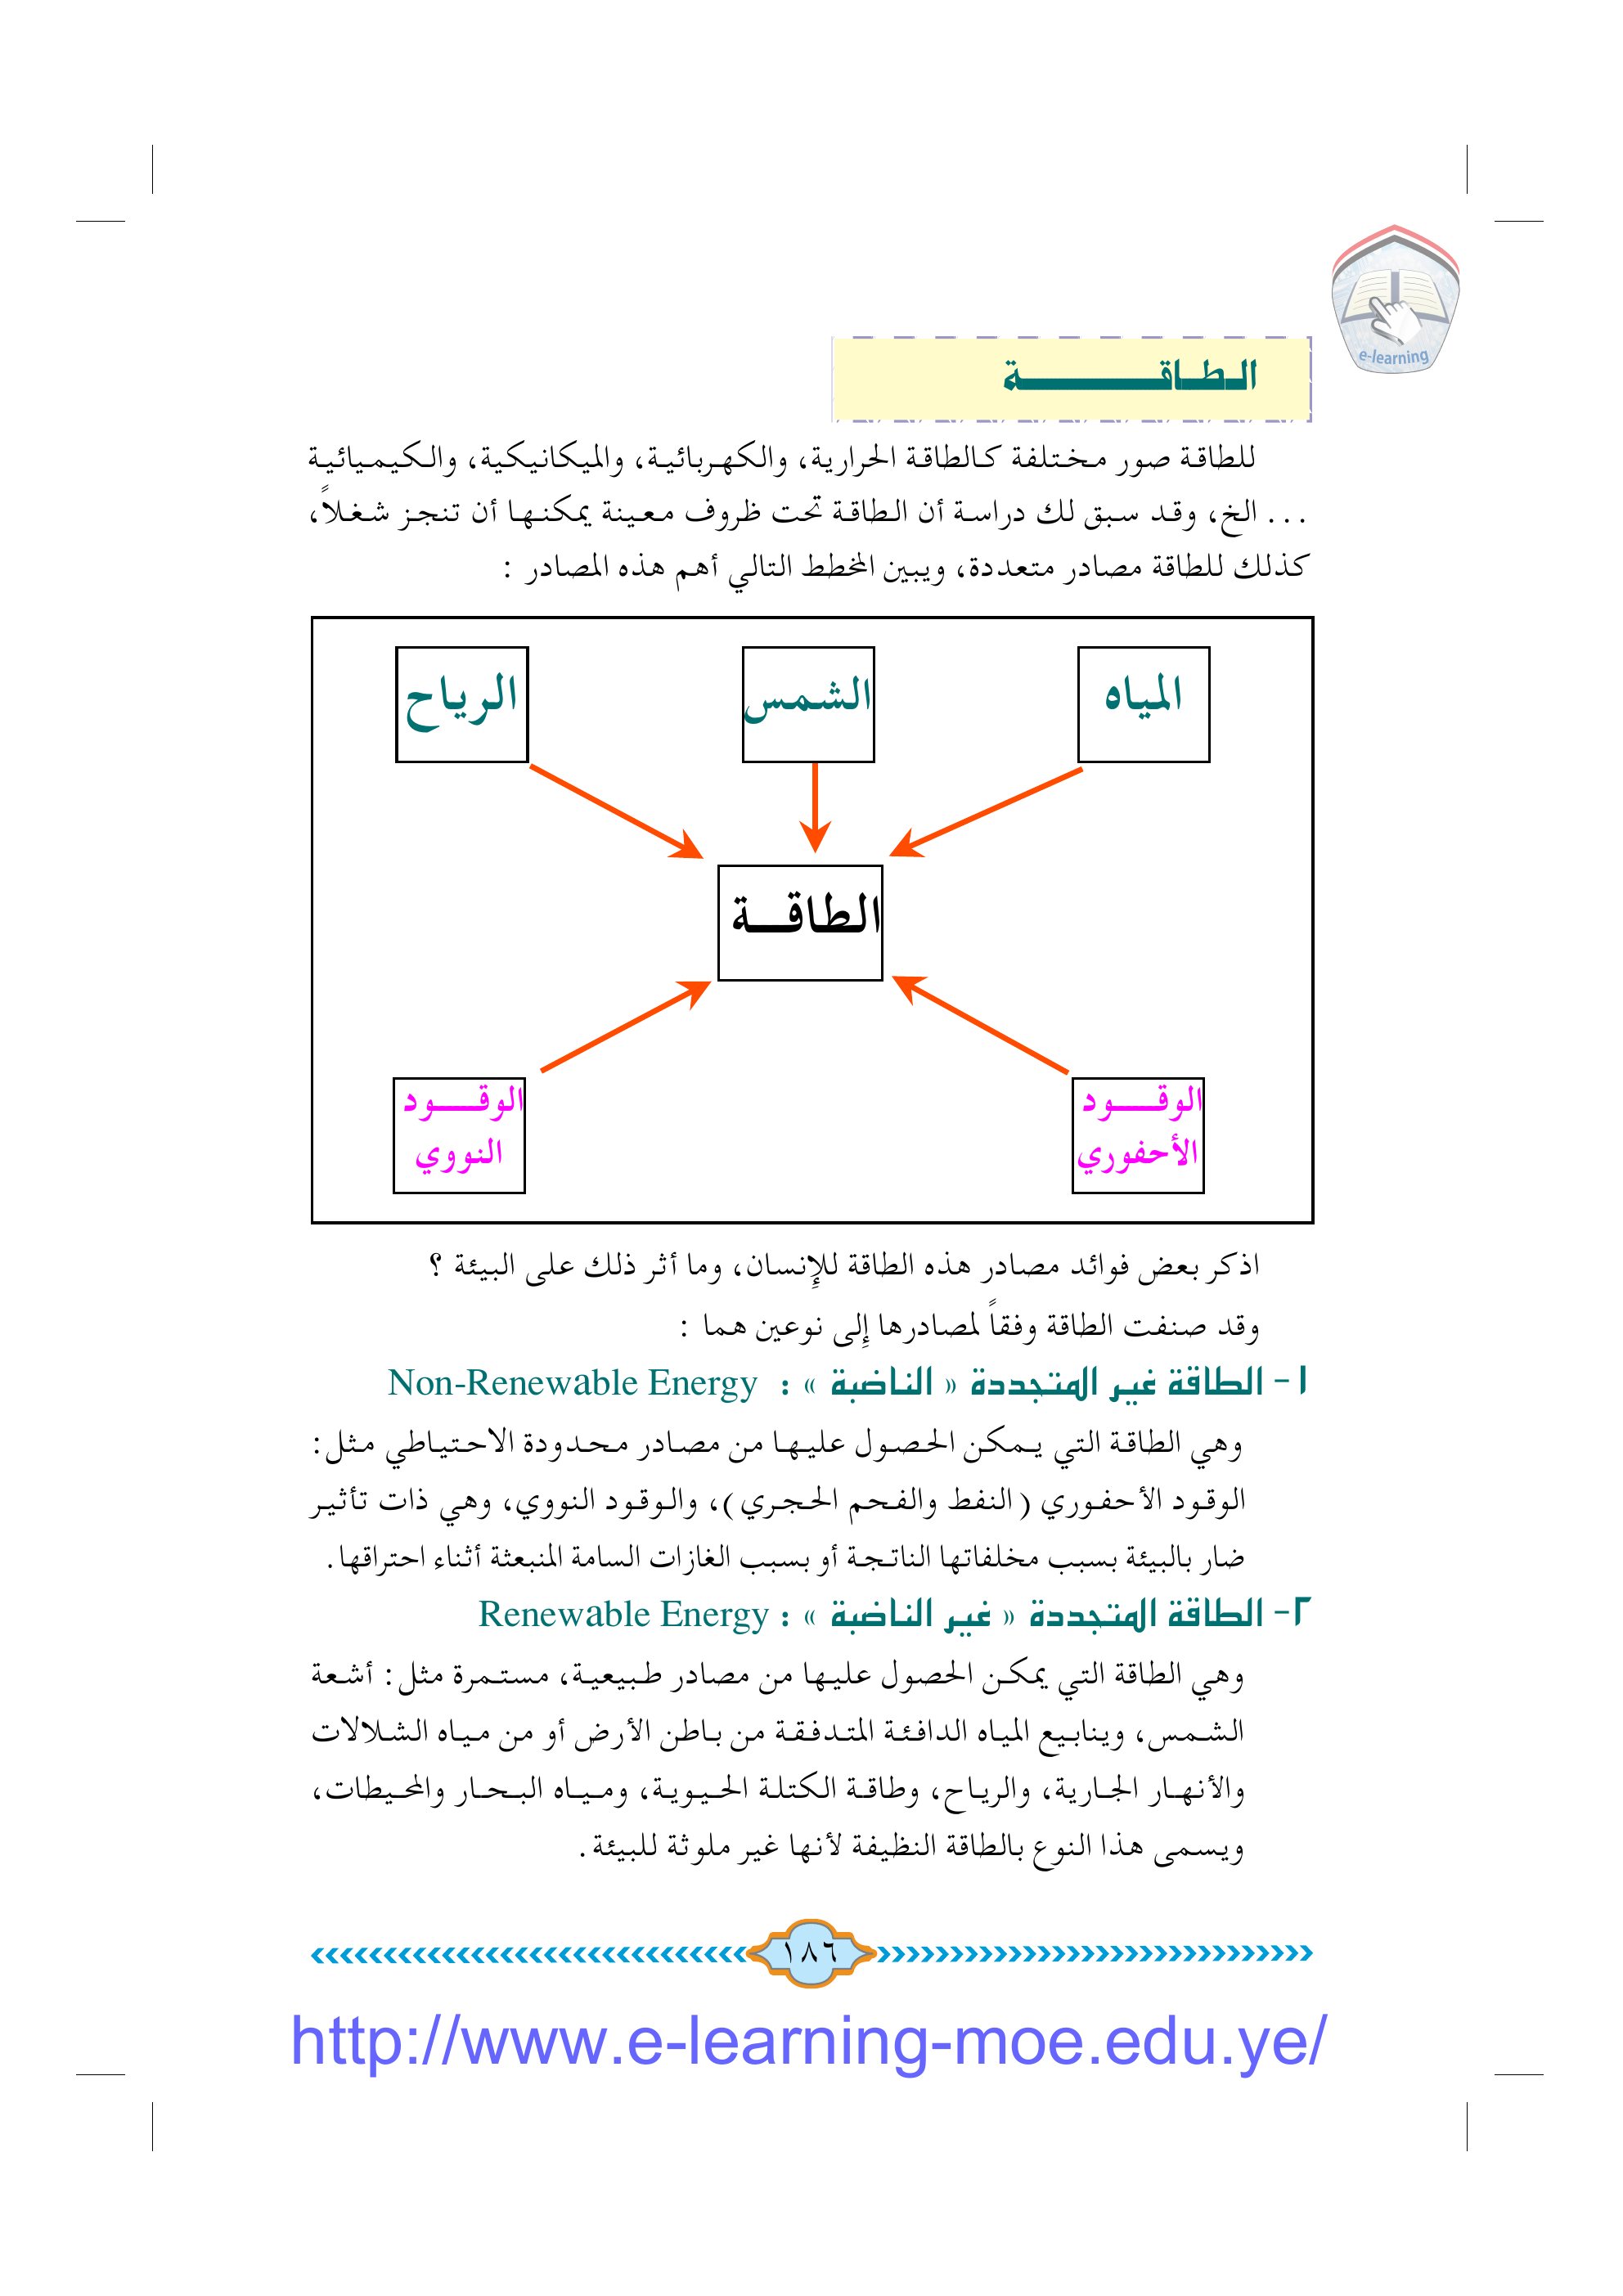 e-learning
الطاقة
للطاقة صور مختلفة كالطاقة الحرارية، والكهربائية، والميكانيكية، والكيميائية
... الخ، وقد سبق لك دراسة أن الطاقة تحت ظروف معينة يمكنها أن تنجز شغلاً،
كذلك للطاقة مصادر متعددة، ويبين المخطط التالي أهم هذه المصادر :
المياه
الشمس
الرياح
الطاقة
الوقود
الأحفوري
الوقود
النووي
اذكر بعض فوائد مصادر هذه الطاقة للإِنسان، وما أثر ذلك على البيئة ؟
وقد صنفت الطاقة وفقاً لمصادرها إِلى نوعين هما :
١- الطاقة غير المتجددة « الناضبة » : Non-Renewable Energy
وهي الطاقة التي يمكن الحصول عليها من مصادر محدودة الاحتياطي مثل:
الوقود الأحفوري (النفط والفحم الحجري)، والوقود النووي، وهي ذات تأثير
ضار بالبيئة بسبب مخلفاتها الناتجة أو بسبب الغازات السامة المنبعثة أثناء احتراقها.
٢- الطاقة المتجددة « غير الناضبة » : Renewable Energy
وهي الطاقة التي يمكن الحصول عليها من مصادر طبيعية، مستمرة مثل: أشعة
الشمس، وينابيع المياه الدافئة المتدفقة من باطن الأرض أو من مياه الشلالات
والأنهار الجارية، والرياح، وطاقة الكتلة الحيوية، ومياه البحار والمحيطات،
ويسمى هذا النوع بالطاقة النظيفة لأنها غير ملوثة للبيئة.
١٨٦
http://www.e-learning-moe.edu.ye/